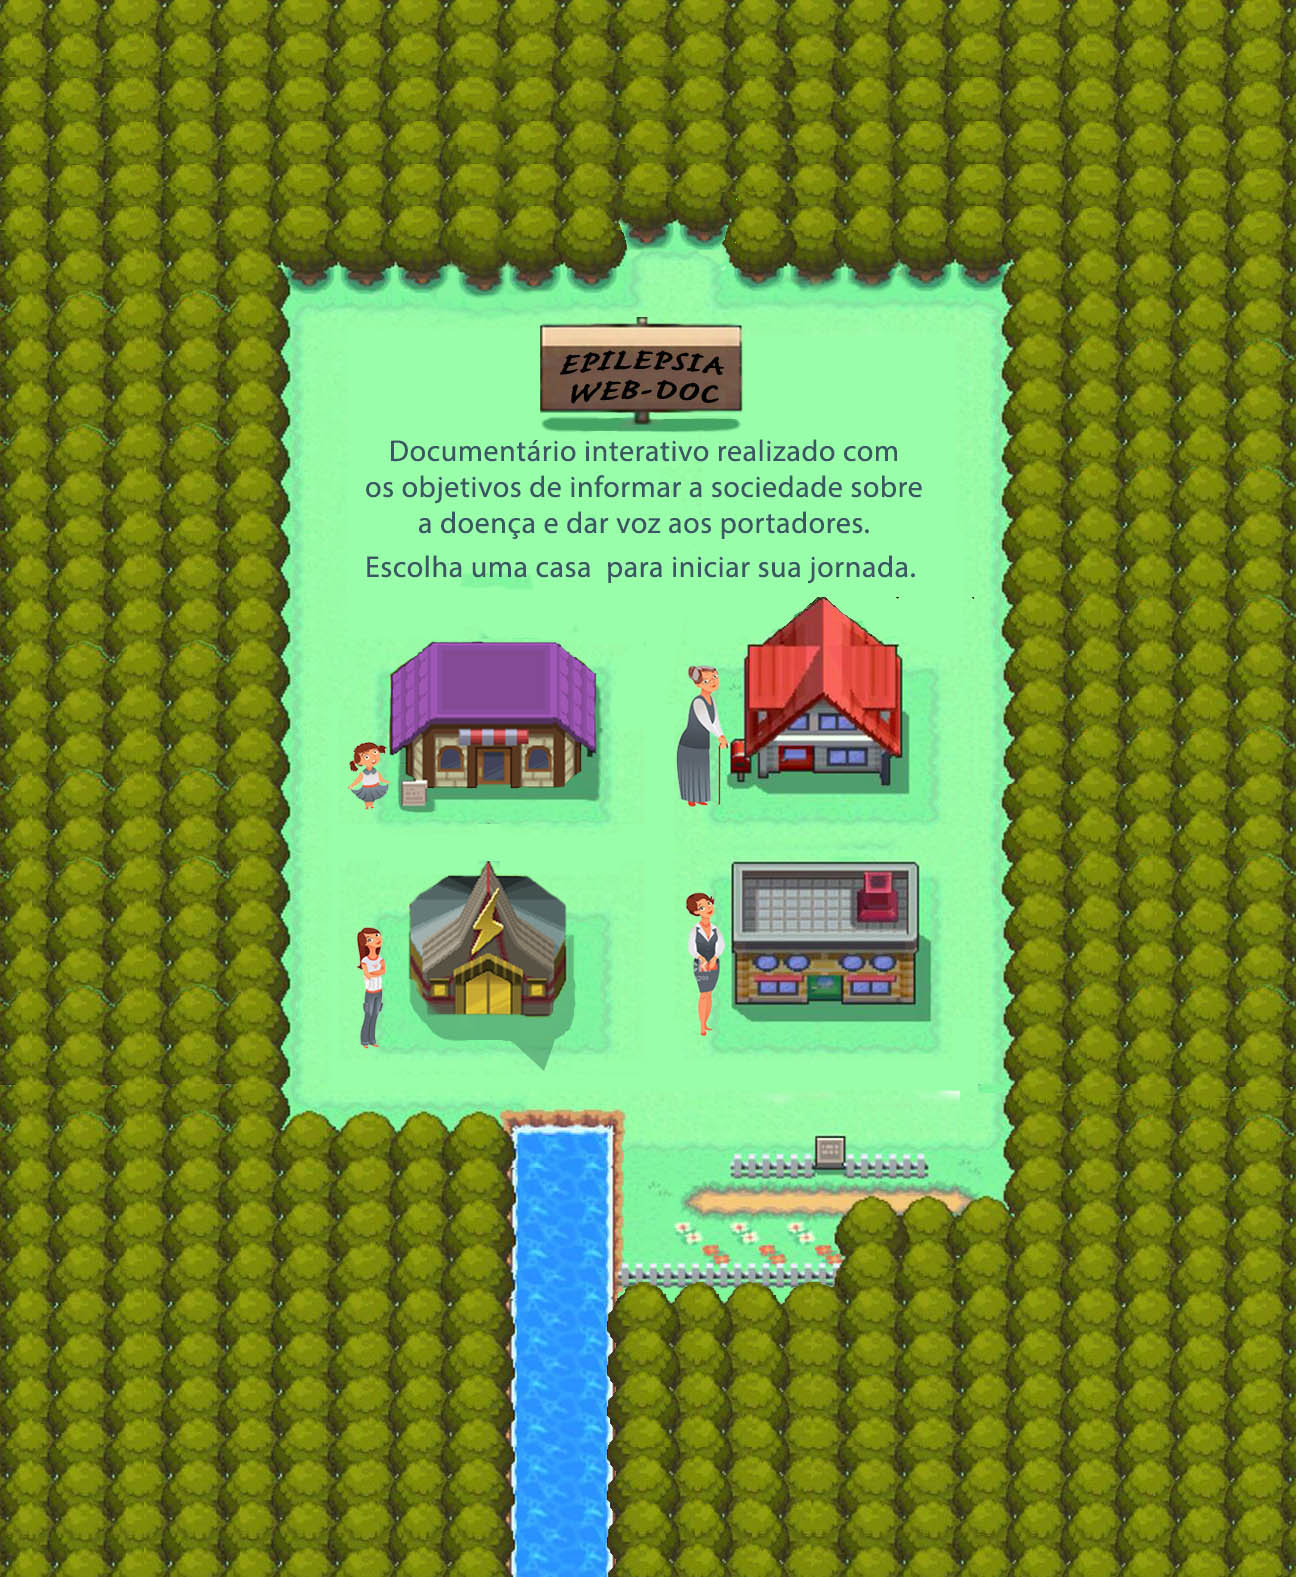 EPILEPSIA
WEB-DOC
Documentário interativo realizado com
os objetivos de informar a sociedade sobre
a doença e dar voz aos portadores.
Escolha uma casa para iniciar sua jornada.